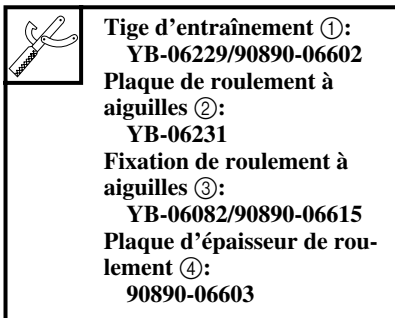 Tige d’entraînement ①:
YB-06229/90890-06602
Plaque de roulement à
aiguilles ②:
YB-06231
Fixation de roulement à
aiguilles ③:
YB-06082/90890-06615
Plaque d’épaisseur de rou-
lement ④:
90890-06603